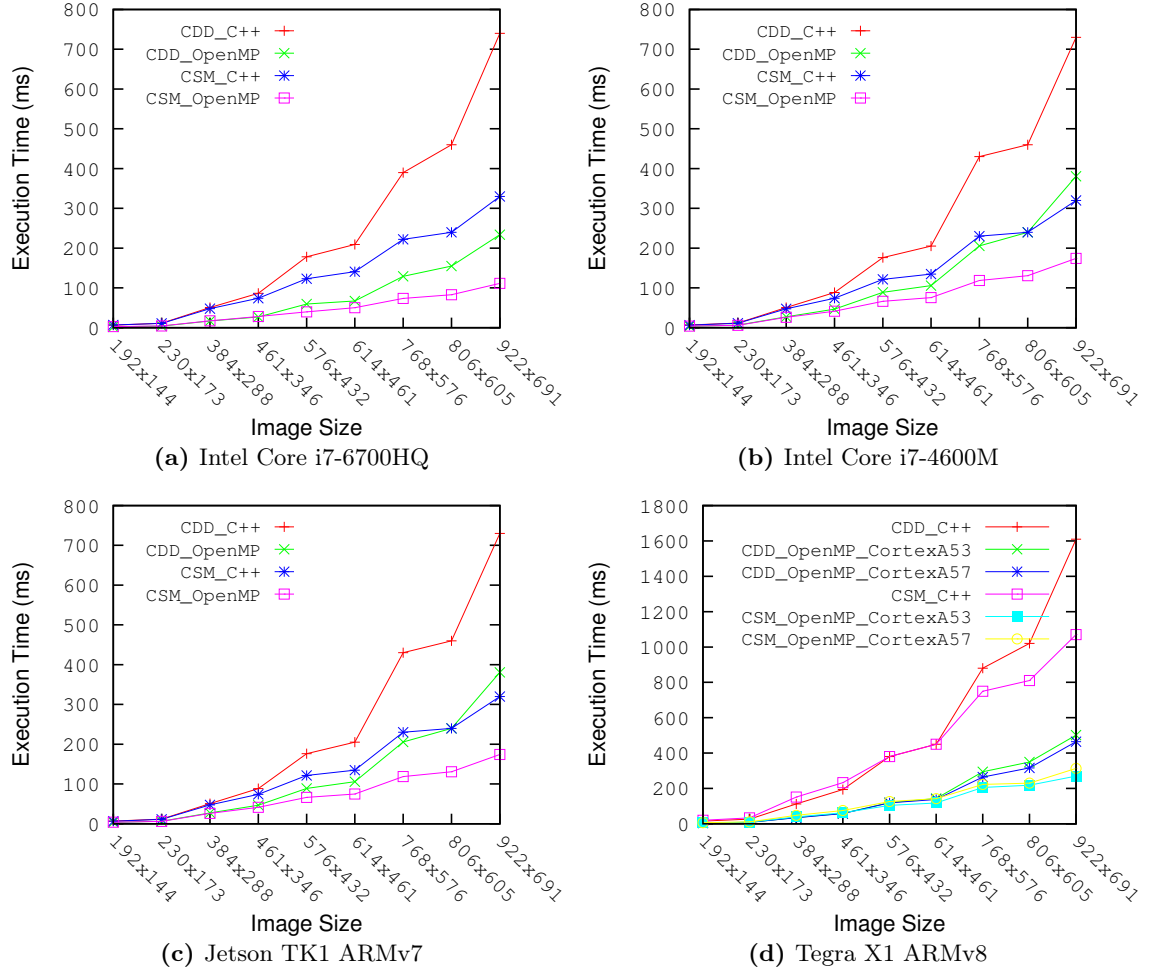 800
700
600
500
400
300
200
100
0
Execution Time (ms)
CDD_C++
CDD_OpenMP
CSM_C++
CSM_OpenMP
192x144
230x173
384x288
461x346
576x432
614x461
768x576
806x605
922x691
Image Size
(a) Intel Core i7-6700HQ
800
700
600
500
400
300
200
100
0
Execution Time (ms)
CDD_C++
CDD_OpenMP
CSM_C++
CSM_OpenMP
192x144
230x173
384x288
461x346
576x432
614x461
768x576
806x605
922x691
Image Size
(b) Intel Core i7-4600M
800
700
600
500
400
300
200
100
0
Execution Time (ms)
CDD_C++
CDD_OpenMP
CSM_C++
CSM_OpenMP
192x144
230x173
384x288
461x346
576x432
614x461
768x576
806x605
922x691
Image Size
(c) Jetson TK1 ARMv7
1800
1600
1400
1200
1000
800
600
400
200
0
Execution Time (ms)
CDD_C++
CDD_OpenMP_CortexA53
CDD_OpenMP_CortexA57
CSM_C++
CSM_OpenMP_CortexA53
CSM_OpenMP_CortexA57
192x144
230x173
384x288
461x346
576x432
614x461
768x576
806x605
922x691
Image Size
(d) Tegra X1 ARMv8